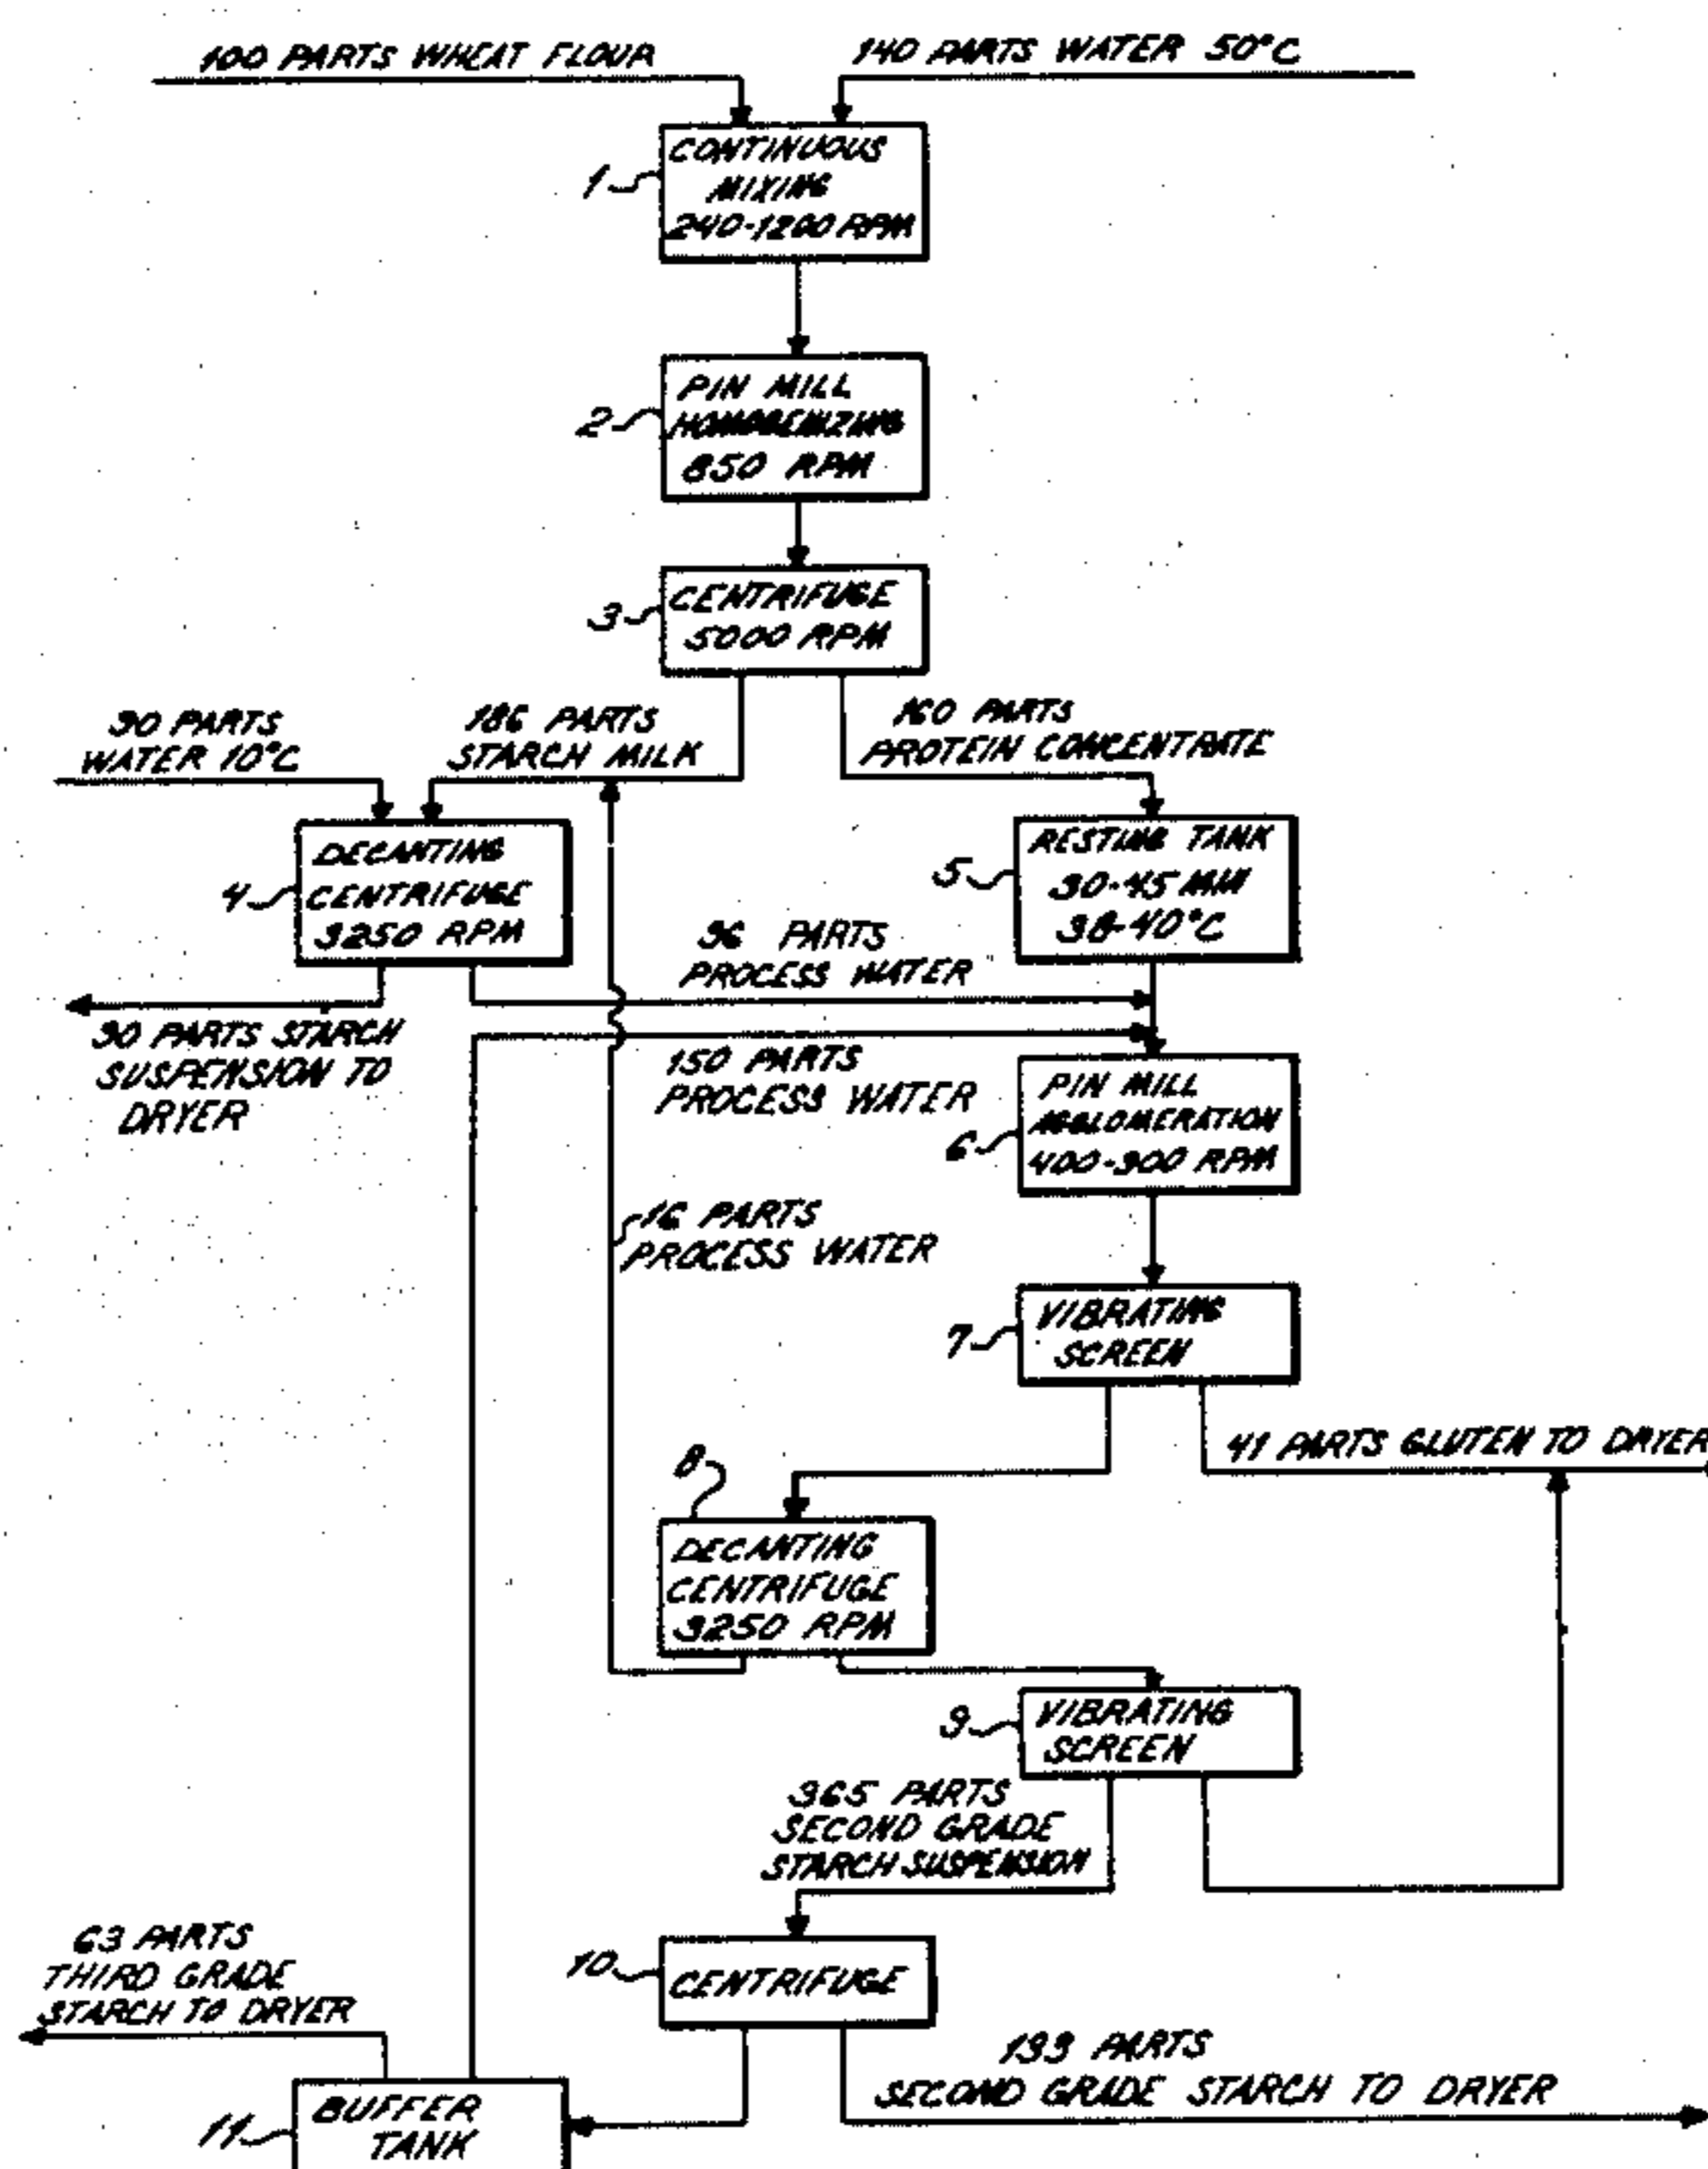 100 PARTS WHEAT FLOUR
140 PARTS WATER 50°C
CONTINUOUS
MIXING
240-1200 RPM
1
PIN MILL
HOMOGENIZING
850 RPM
2
CENTRIFUGE
5000 RPM
3
90 PARTS
WATER 10°C
186 PARTS
STARCH MILK
160 PARTS
PROTEIN CONCENTRATE
DECANTING
CENTRIFUGE
3250 RPM
4
RESTING TANK
30-45 MIN
38-40°C
5
96 PARTS
PROCESS WATER
90 PARTS STARCH
SUSPENSION TO
DRYER
150 PARTS
PROCESS WATER
PIN MILL
AGGLOMERATION
400-900 RPM
6
16 PARTS
PROCESS WATER
VIBRATING
SCREEN
7
41 PARTS GLUTEN TO DRYER
8
DECANTING
CENTRIFUGE
3250 RPM
VIBRATING
SCREEN
9
365 PARTS
SECOND GRADE
STARCH SUSPENSION
63 PARTS
THIRD GRADE
STARCH TO DRYER
10
CENTRIFUGE
PARTS
SECOND GRADE STARCH TO DRYER
11
BUFFER
TANK